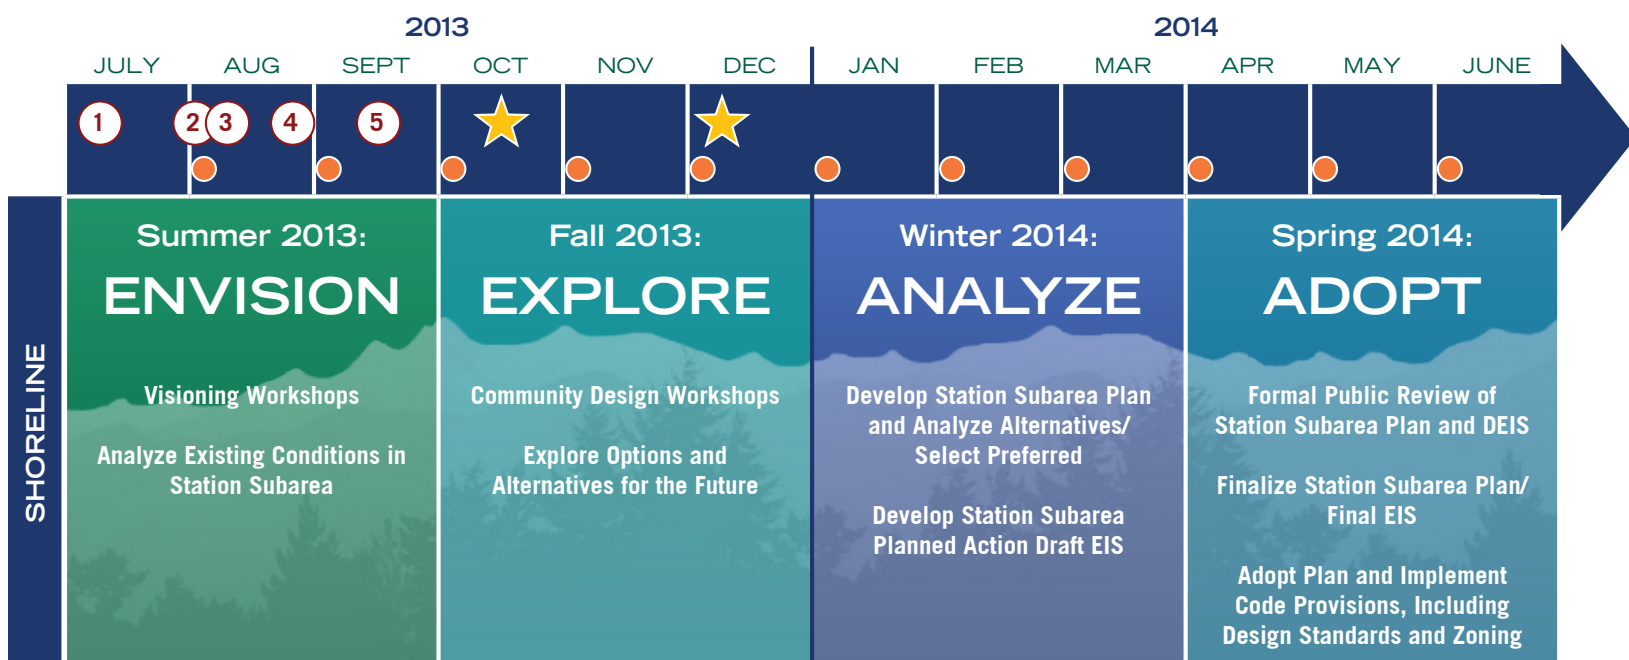 2013
2014
JULY
AUG
SEPT
OCT
NOV
DEC
JAN
FEB
MAR
APR
MAY
JUNE
1
2
3
4
5
SHORELINE
Summer 2013:
ENVISION
Visioning Workshops
Analyze Existing Conditions in
Station Subarea
Fall 2013:
EXPLORE
Community Design Workshops
Explore Options and
Alternatives for the Future
Winter 2014:
ANALYZE
Develop Station Subarea Plan
and Analyze Alternatives/
Select Preferred
Develop Station Subarea
Planned Action Draft EIS
Spring 2014:
ADOPT
Formal Public Review of
Station Subarea Plan and DEIS
Finalize Station Subarea Plan/
Final EIS
Adopt Plan and Implement
Code Provisions, Including
Design Standards and Zoning